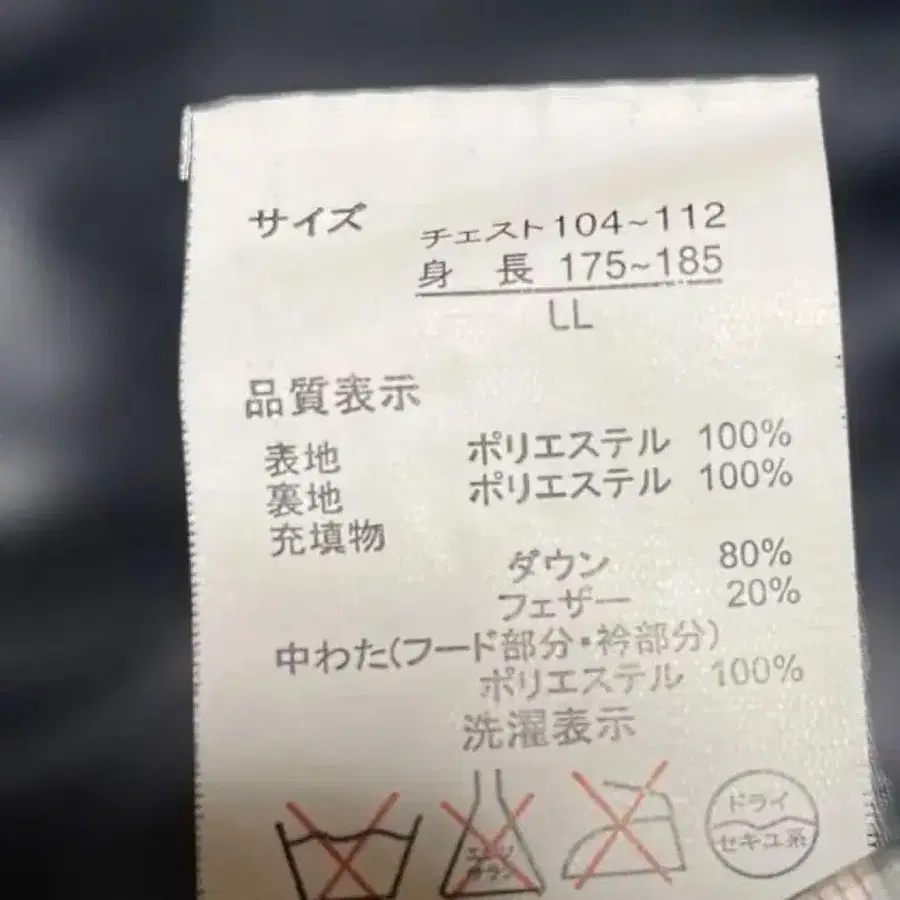 サイズ
チェスト104~112
身 長 175~185
LL
品質表示
表地 ポリエステル 100%
裏地 ポリエステル 100%
充填物
ダウン 80%
フェザー 20%
中わた(フード部分・衿部分)
ポリエステル 100%
洗濯表示
ドライ
セキユ系